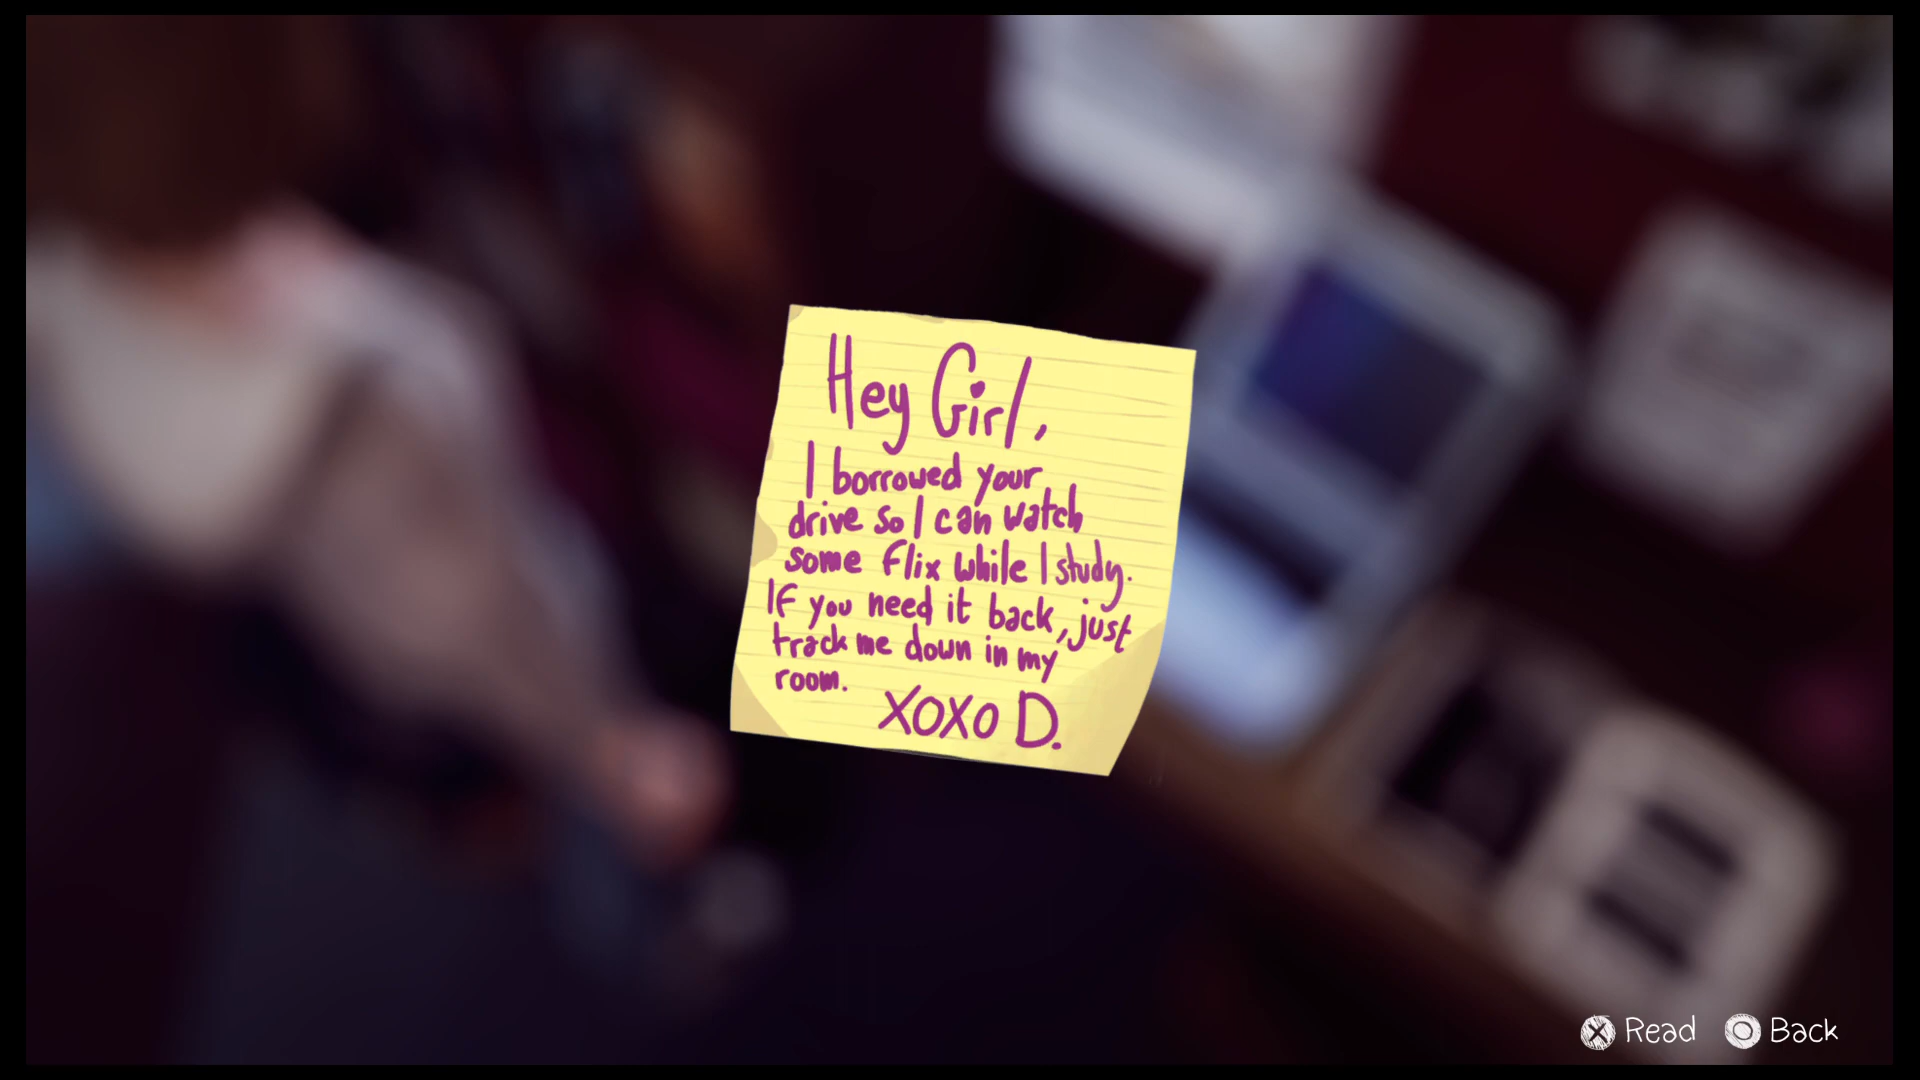 Hey Girl,
I borrowed your
drive so I can watch
some flix while I study.
If you need it back, just
track me down in my
room.
XOXO D.
Read Back